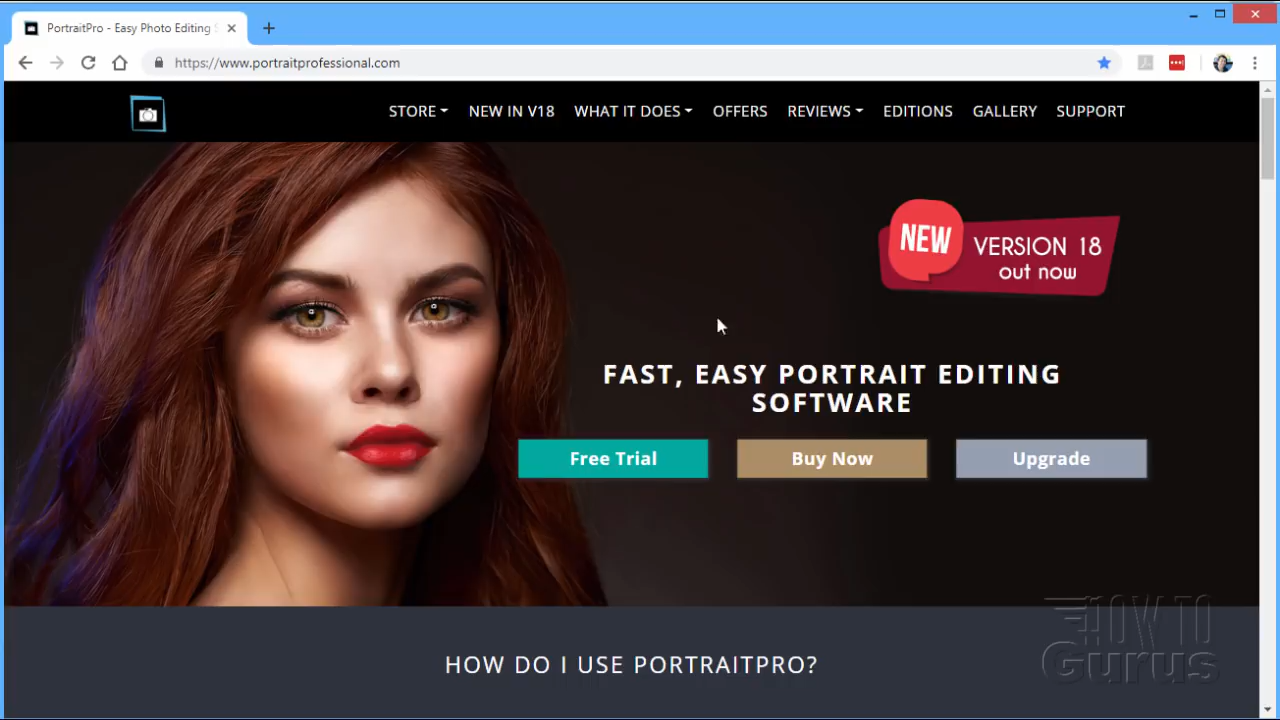 PortraitPro - Easy Photo Editing S
https://www.portraitprofessional.com
STORE NEW IN V18 WHAT IT DOES OFFERS REVIEWS EDITIONS GALLERY SUPPORT
NEW VERSION 18
out now
FAST, EASY PORTRAIT EDITING
SOFTWARE
Free Trial Buy Now Upgrade
HOW DO I USE PORTRAITPRO?
HOW TO
Gurus